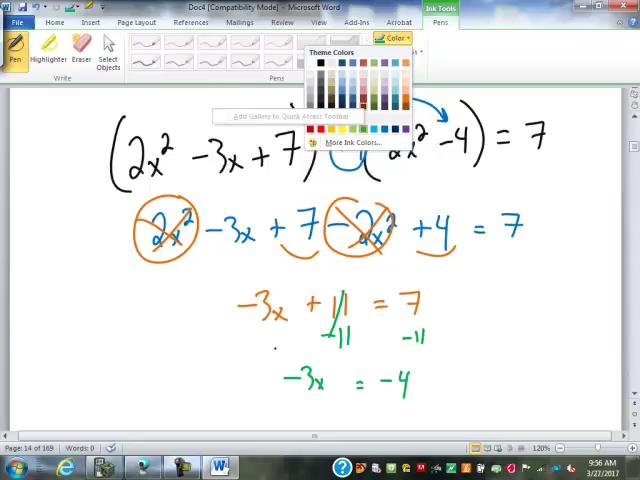 Doc4 [Compatibility Mode] - Microsoft Word
Ink Tools
File Home Insert Page Layout References Mailings Review View Add-Ins Acrobat Pens
Pen Highlighter Eraser Select Objects
Color
Write
Theme Colors
Add Gallery to Quick Access Toolbar
More Ink Colors...
(2x² -3x + 7) (2x² - 4) = 7
2x² -3x + 7 - 2x² + 4 = 7
-3x + 11 = 7
-11 -11
-3x = -4
Page: 14 of 169 Words: 0 120%
9:56 AM
3/27/2017